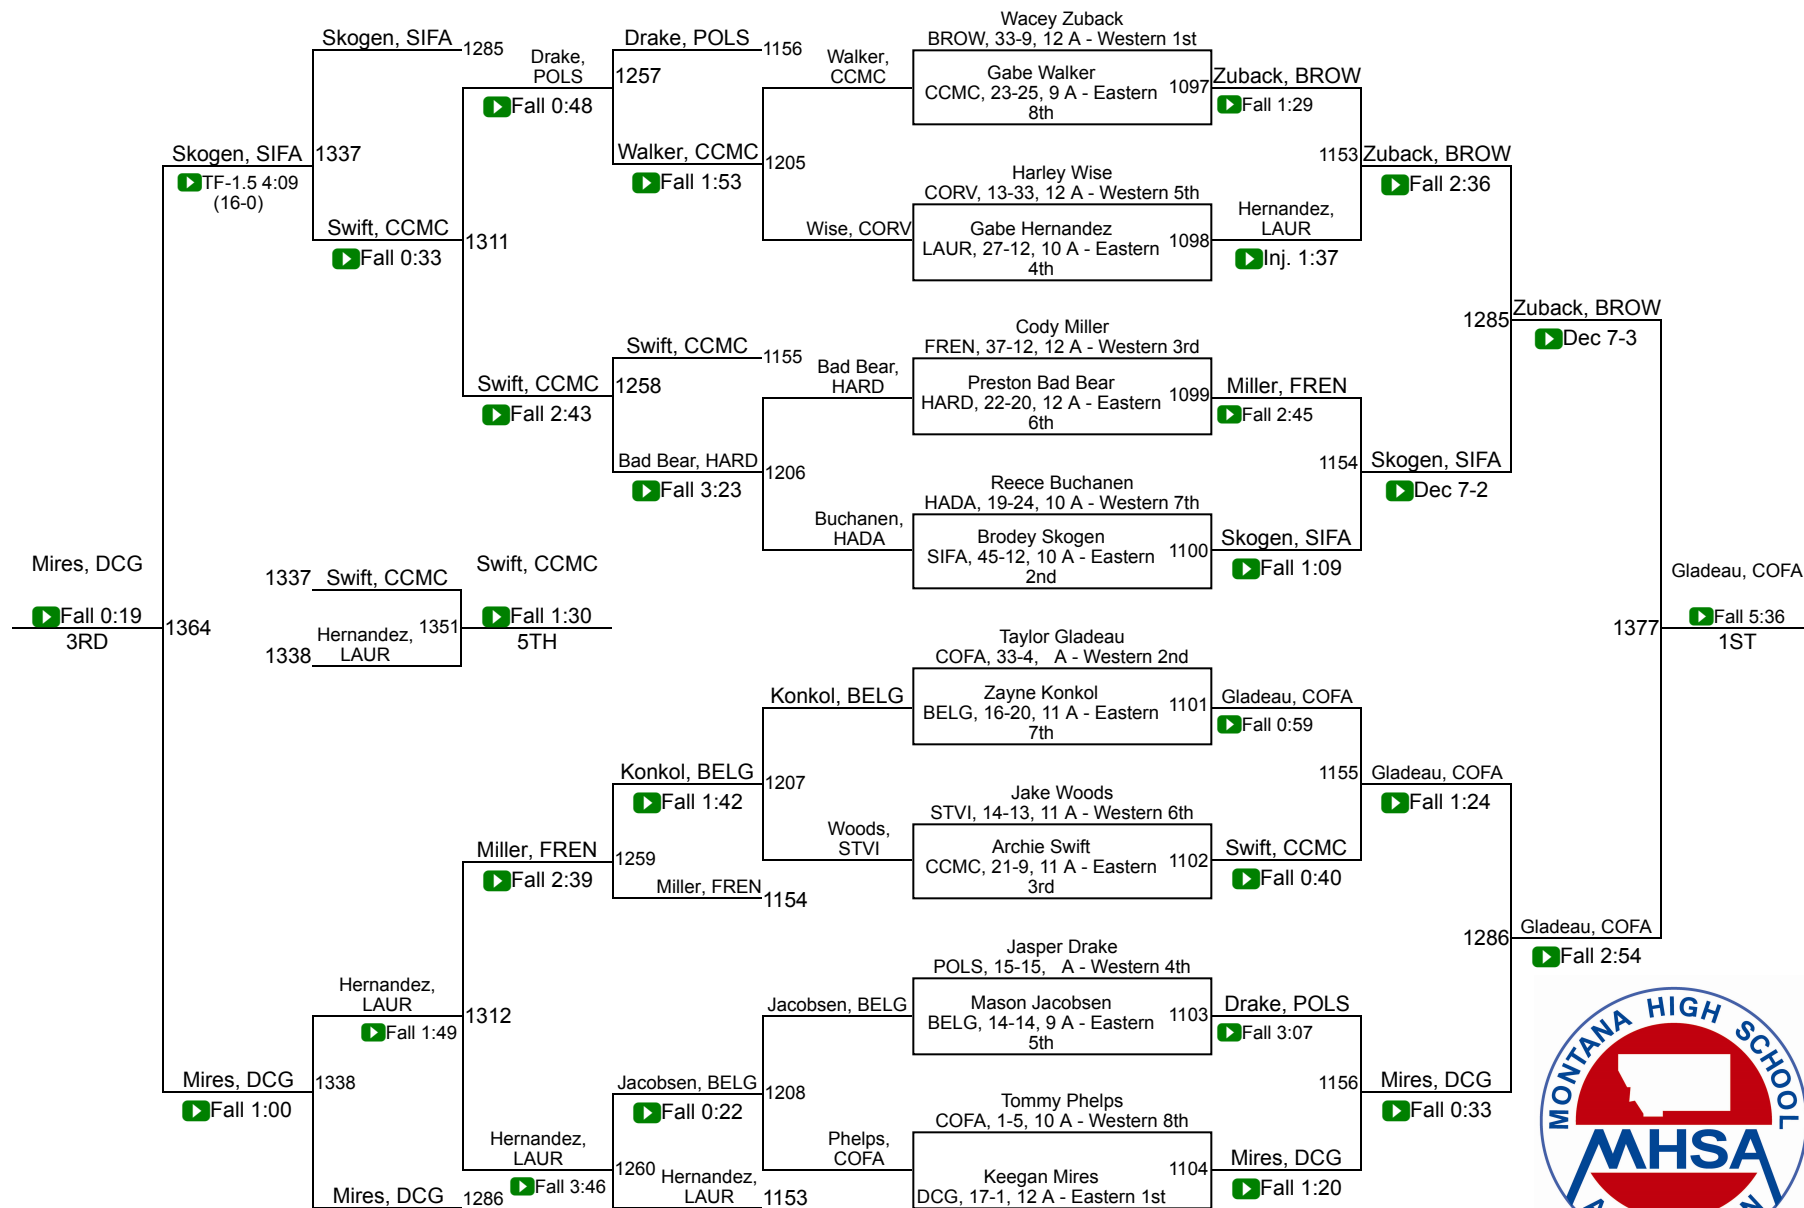 Skogen, SIFA
1285
Drake,
POLS
Fall 0:48
Drake, POLS
1156
1257
Walker,
CCMC
Wacey Zuback
BROW, 33-9, 12 A - Western 1st
Gabe Walker
CCMC, 23-25, 9 A - Eastern
8th
1097
Zuback, BROW
Fall 1:29
Skogen, SIFA
TF-1.5 4:09
(16-0)
1337
Walker, CCMC
Fall 1:53
1205
1153
Zuback, BROW
Fall 2:36
Harley Wise
CORV, 13-33, 12 A - Western 5th
Swift, CCMC
Fall 0:33
1311
Wise, CORV
Gabe Hernandez
LAUR, 27-12, 10 A - Eastern
4th
1098
Hernandez,
LAUR
Inj. 1:37
Cody Miller
FREN, 37-12, 12 A - Western 3rd
1285
Zuback, BROW
Dec 7-3
Swift, CCMC
1155
Swift, CCMC
Fall 2:43
1258
Bad Bear,
HARD
Preston Bad Bear
HARD, 22-20, 12 A - Eastern
6th
1099
Miller, FREN
Fall 2:45
Bad Bear, HARD
Fall 3:23
1206
1154
Skogen, SIFA
Dec 7-2
Reece Buchanen
HADA, 19-24, 10 A - Western 7th
Buchanen,
HADA
Brodey Skogen
SIFA, 45-12, 10 A - Eastern
2nd
1100
Skogen, SIFA
Fall 1:09
Mires, DCG
Fall 0:19
3RD
1364
1337
Swift, CCMC
1338
Hernandez,
LAUR
1351
Swift, CCMC
Fall 1:30
5TH
1377
Gladeau, COFA
Fall 5:36
1ST
Taylor Gladeau
COFA, 33-4, A - Western 2nd
Konkol, BELG
Zayne Konkol
BELG, 16-20, 11 A - Eastern
7th
1101
Gladeau, COFA
Fall 0:59
Konkol, BELG
Fall 1:42
1207
1155
Gladeau, COFA
Fall 1:24
Jake Woods
STVI, 14-13, 11 A - Western 6th
Miller, FREN
Fall 2:39
1259
Miller, FREN
1154
Woods,
STVI
Archie Swift
CCMC, 21-9, 11 A - Eastern
3rd
1102
Swift, CCMC
Fall 0:40
1286
Gladeau, COFA
Fall 2:54
Jasper Drake
POLS, 15-15, A - Western 4th
Hernandez,
LAUR
Fall 1:49
1312
Jacobsen, BELG
Mason Jacobsen
BELG, 14-14, 9 A - Eastern
5th
1103
Drake, POLS
Fall 3:07
Mires, DCG
Fall 1:00
1338
Jacobsen, BELG
Fall 0:22
1208
1156
Mires, DCG
Fall 0:33
Tommy Phelps
COFA, 1-5, 10 A - Western 8th
Hernandez,
LAUR
Fall 3:46
1260
Phelps,
COFA
Keegan Mires
DCG, 17-1, 12 A - Eastern 1st
1104
Mires, DCG
Fall 1:20
Mires, DCG
1286
Hernandez,
LAUR
1153
MONTANA HIGH SCHOOL
MHSA